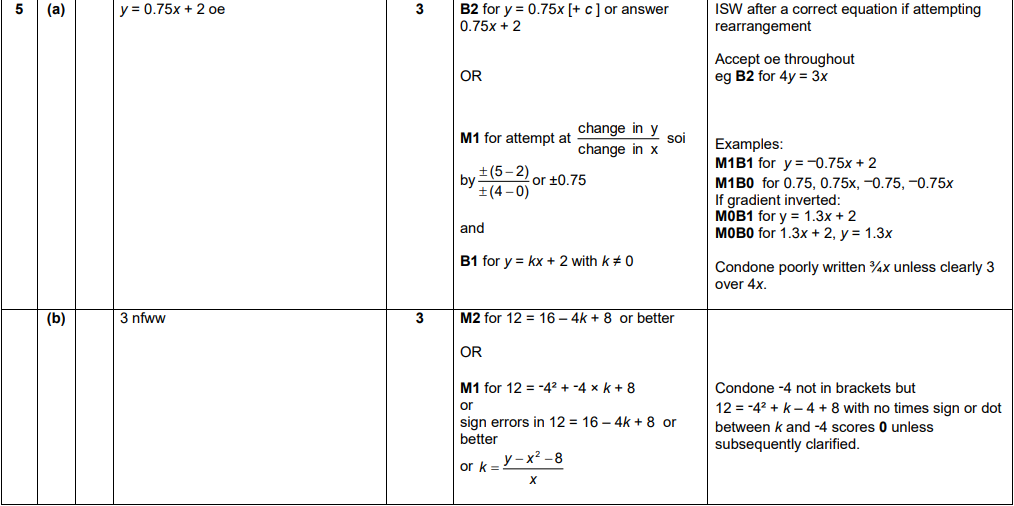 5 (a) y = 0.75x + 2 oe 3 B2 for y = 0.75x [+ c ] or answer
0.75x + 2
OR
M1 for attempt at change in y / change in x soi
by ±(5 – 2) / ±(4 – 0) or ±0.75
and
B1 for y = kx + 2 with k ≠ 0
ISW after a correct equation if attempting
rearrangement
Accept oe throughout
eg B2 for 4y = 3x
Examples:
M1B1 for y = ⁻0.75x + 2
M1B0 for 0.75, 0.75x, ⁻0.75, ⁻0.75x
If gradient inverted:
M0B1 for y = 1.3x + 2
M0B0 for 1.3x + 2, y = 1.3x
Condone poorly written ¾x unless clearly 3
over 4x.
(b) 3 nfww 3 M2 for 12 = 16 – 4k + 8 or better
OR
M1 for 12 = ⁻4² + ⁻4 × k + 8
or
sign errors in 12 = 16 – 4k + 8 or
better
or k = y – x² – 8 / x
Condone ⁻4 not in brackets but
12 = ⁻4² + k – 4 + 8 with no times sign or dot
between k and ⁻4 scores 0 unless
subsequently clarified.